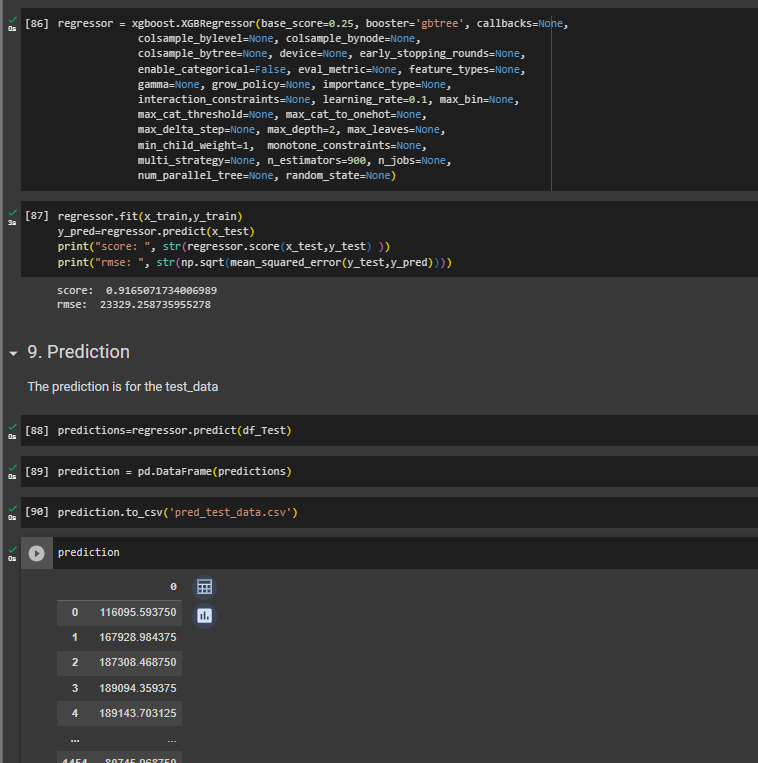 [86] regressor = xgboost.XGBRegressor(base_score=0.25, booster='gbtree', callbacks=None,
colsample_bylevel=None, colsample_bynode=None,
colsample_bytree=None, device=None, early_stopping_rounds=None,
enable_categorical=False, eval_metric=None, feature_types=None,
gamma=None, grow_policy=None, importance_type=None,
interaction_constraints=None, learning_rate=0.1, max_bin=None,
max_cat_threshold=None, max_cat_to_onehot=None,
max_delta_step=None, max_depth=2, max_leaves=None,
min_child_weight=1,  monotone_constraints=None,
multi_strategy=None, n_estimators=900, n_jobs=None,
num_parallel_tree=None, random_state=None)
0s
[87] regressor.fit(x_train,y_train)
3s
y_pred=regressor.predict(x_test)
print("score: ", str(regressor.score(x_test,y_test) ))
print("rmse: ", str(np.sqrt(mean_squared_error(y_test,y_pred))))
score:  0.9165071734006989
rmse:  23329.258735955278
9. Prediction
The prediction is for the test_data
[88] predictions=regressor.predict(df_Test)
0s
[89] prediction = pd.DataFrame(predictions)
0s
[90] prediction.to_csv('pred_test_data.csv')
0s
prediction
0s
0
0 116095.593750
1 167928.984375
2 187308.468750
3 189094.359375
4 189143.703125
... ...
1454 80745.968750